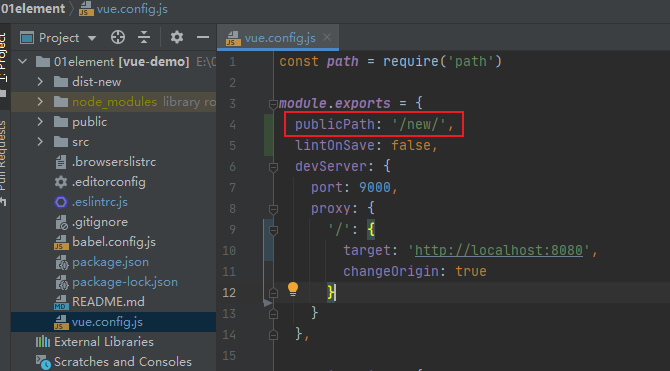 01element
vue.config.js
Project
vue.config.js
1: Project
Pull Requests
01element [vue-demo] E:\
dist-new
node_modules library ro
public
src
.browserslistrc
.editorconfig
.eslintrc.js
.gitignore
babel.config.js
package.json
package-lock.json
README.md
vue.config.js
External Libraries
Scratches and Consoles
1 const path = require('path')
2
3 module.exports = {
4 publicPath: '/new/',
5 lintOnSave: false,
6 devServer: {
7 port: 9000,
8 proxy: {
9 '/': {
10 target: 'http://localhost:8080',
11 changeOrigin: true
12 }
13 }
14 },
15